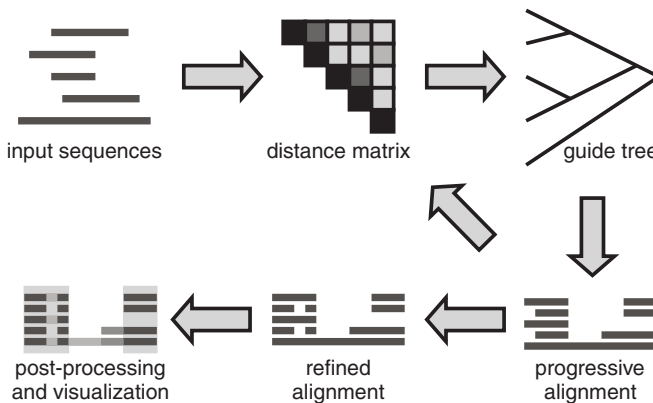 input sequences
distance matrix
guide tree
post-processing
and visualization
refined
alignment
progressive
alignment